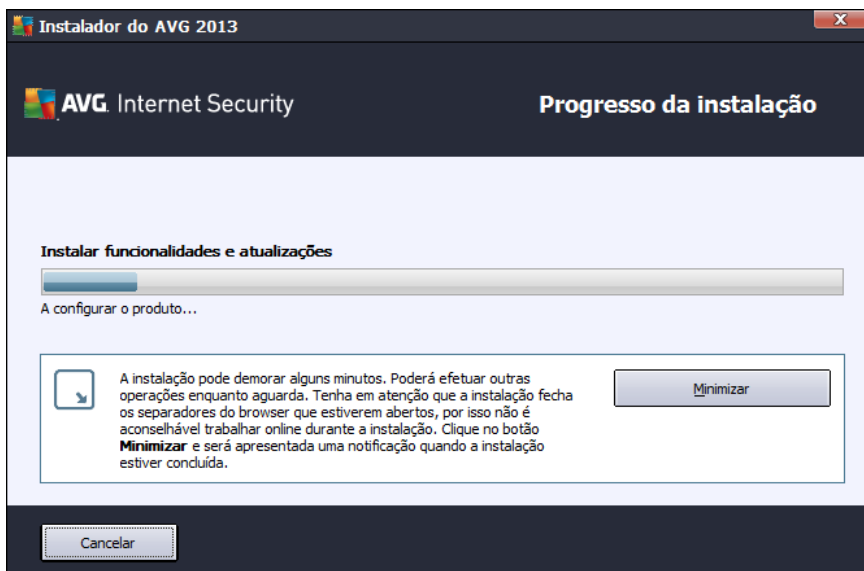 Instalador do AVG 2013
AVG. Internet Security
Progresso da instalação
Instalar funcionalidades e atualizações
A configurar o produto...
A instalação pode demorar alguns minutos. Poderá efetuar outras
operações enquanto aguarda. Tenha em atenção que a instalação fecha
os separadores do browser que estiverem abertos, por isso não é
aconselhável trabalhar online durante a instalação. Clique no botão
Minimizar e será apresentada uma notificação quando a instalação
estiver concluída.
Minimizar
Cancelar